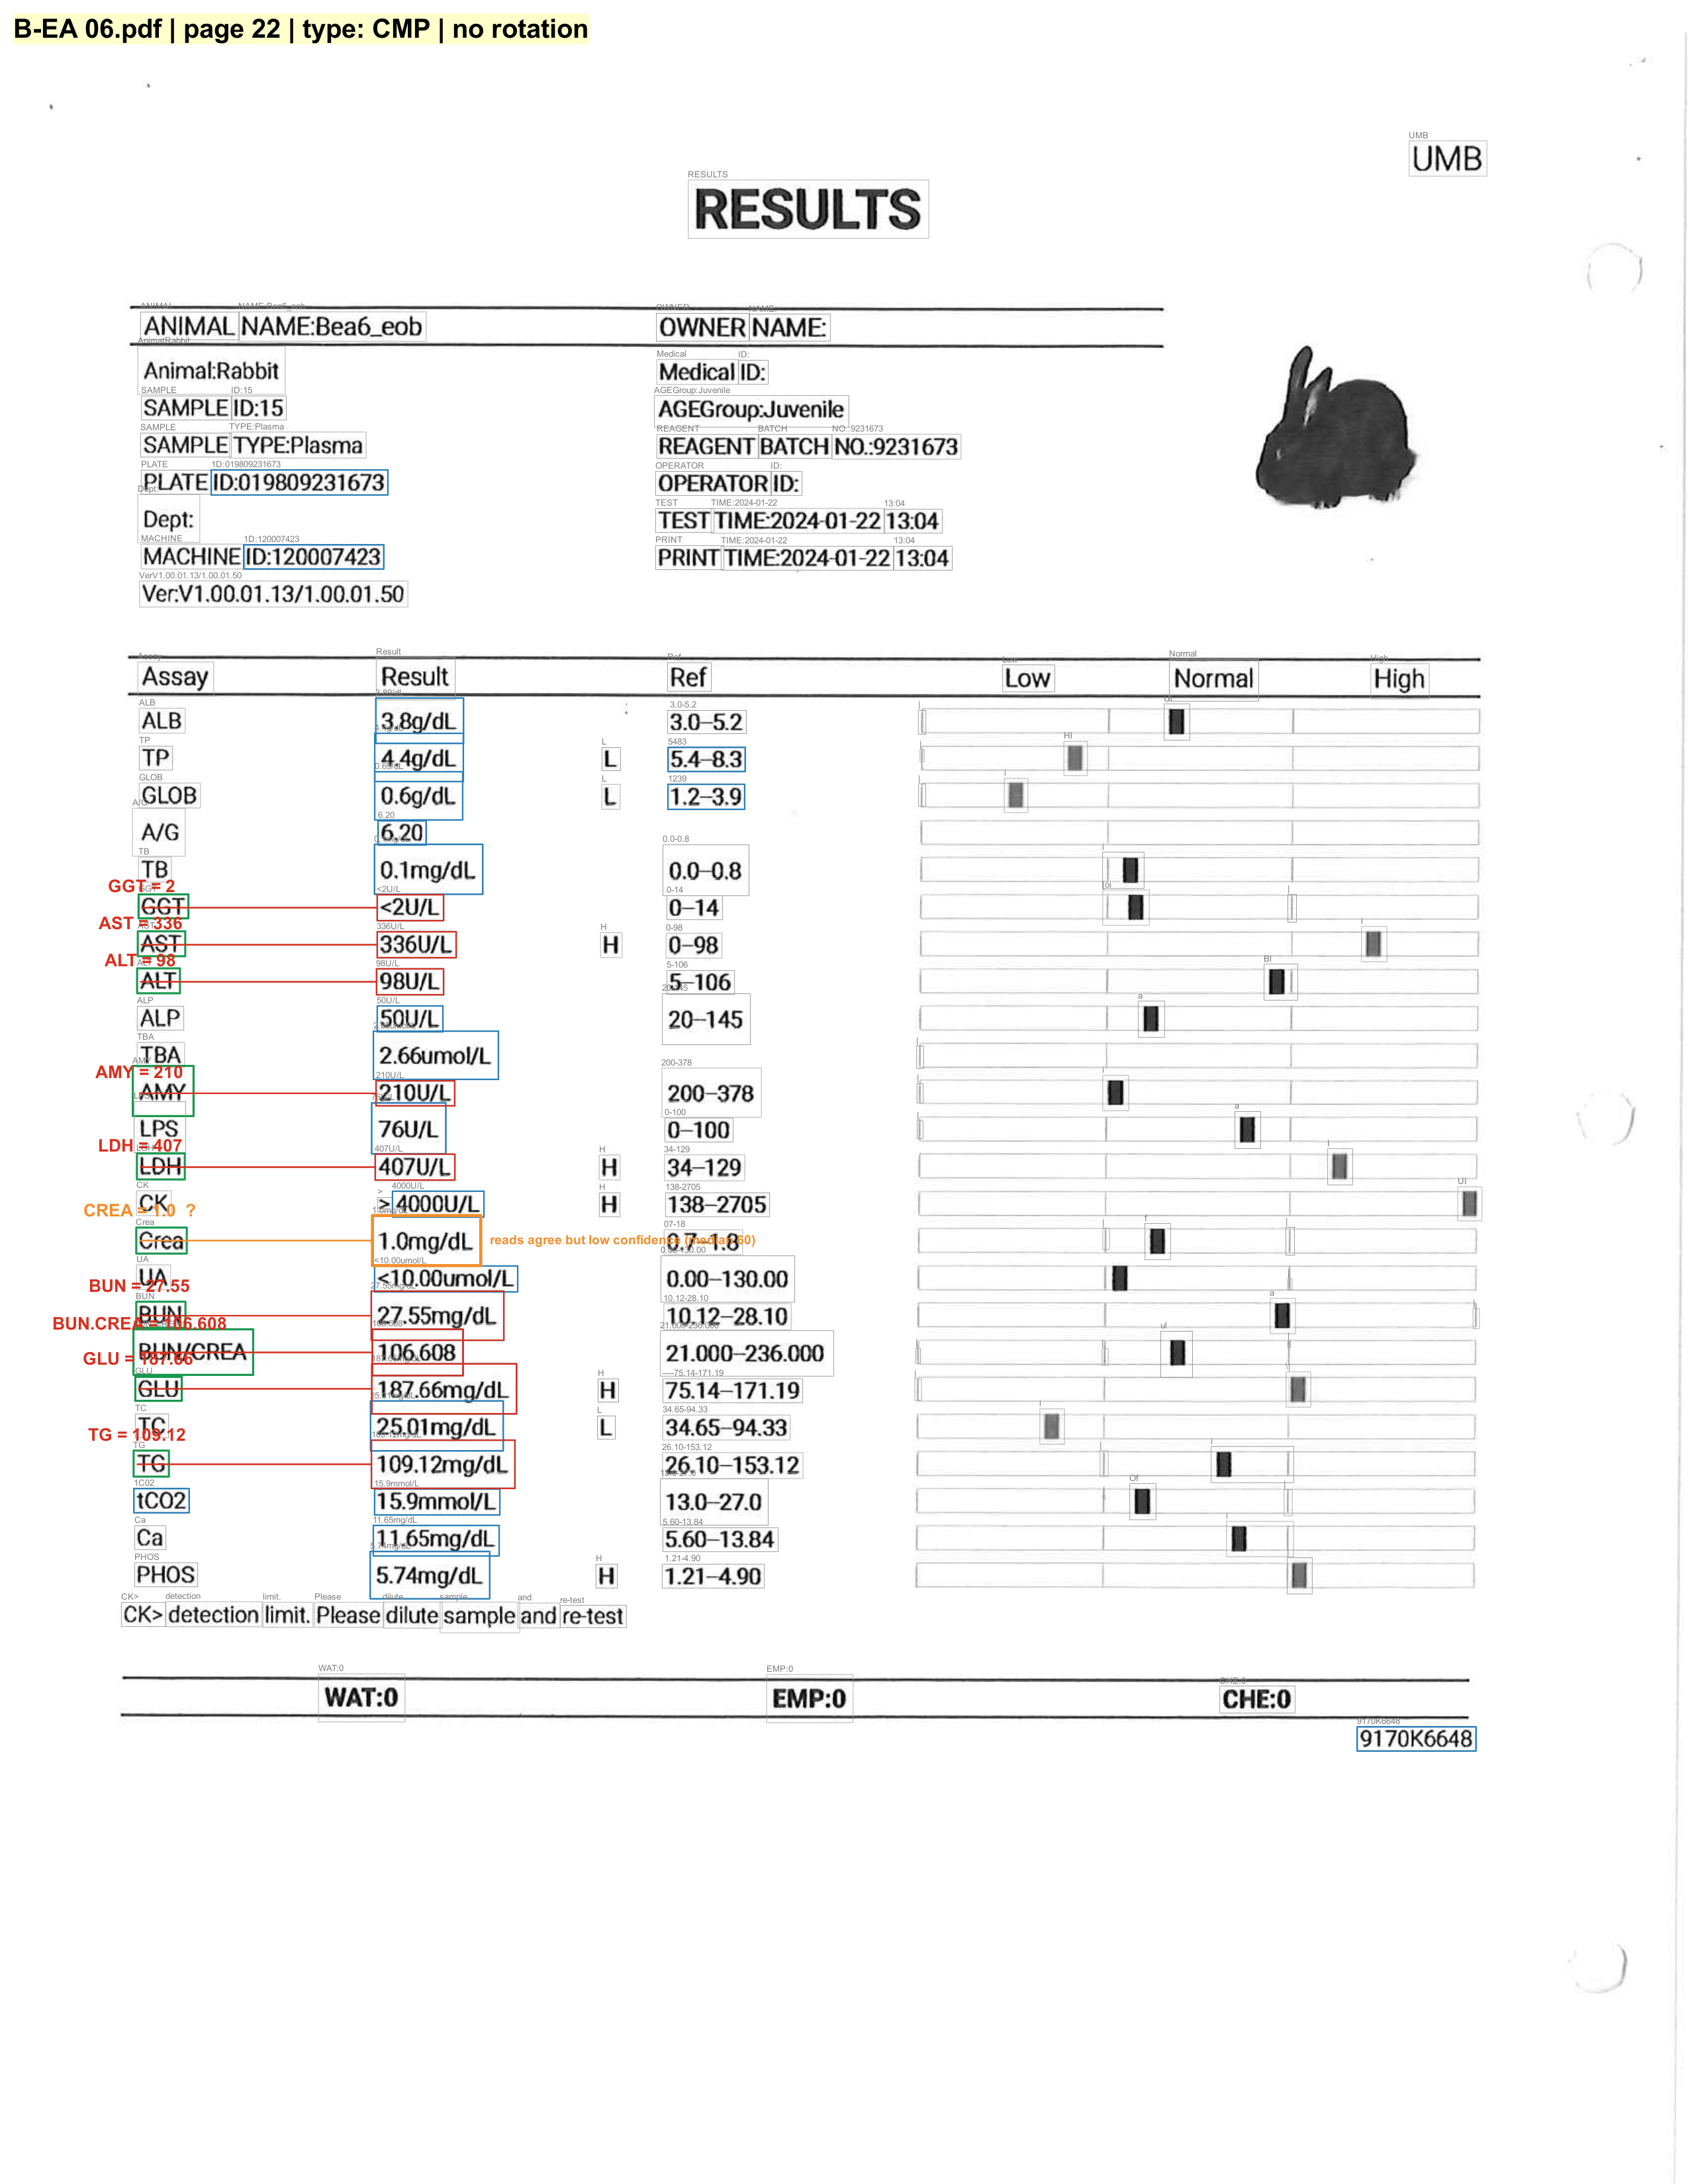 B-EA 06.pdf | page 22 | type: CMP | no rotation
UMB
UMB
RESULTS
RESULTS
ANIMAL NAME:Bea6_eob OWNER NAME:
Animal:Rabbit Medical ID:
SAMPLE ID:15 AGEGroup:Juvenile
SAMPLE TYPE:Plasma REAGENT BATCH NO.:9231673
PLATE ID:019809231673 OPERATOR ID:
Dept: TEST TIME:2024-01-22 13:04
MACHINE ID:120007423 PRINT TIME:2024-01-22 13:04
Ver:V1.00.01.13/1.00.01.50
Assay Result Ref Low Normal High
ALB 3.8g/dL 3.0–5.2
TP 4.4g/dL L 5.4–8.3
GLOB 0.6g/dL L 1.2–3.9
A/G 6.20
TB 0.1mg/dL 0.0–0.8
GGT = 2
GGT <2U/L 0–14
AST = 336
AST 336U/L H 0–98
ALT = 98
ALT 98U/L 5–106
ALP 50U/L 20–145
TBA 2.66umol/L
AMY = 210
AMY 210U/L 200–378
LPS 76U/L 0–100
LDH = 407
LDH 407U/L H 34–129
CK >4000U/L H 138–2705
CREA = 1.0 ?
Crea 1.0mg/dL reads agree but low confidence (median 60) 0.7–1.8
UA <10.00umol/L 0.00–130.00
BUN = 27.55
BUN 27.55mg/dL 10.12–28.10
BUN.CREA = 106.608
BUN/CREA 106.608 21.000–236.000
GLU = 187.66
GLU 187.66mg/dL H 75.14–171.19
TC 25.01mg/dL L 34.65–94.33
TG = 109.12
TG 109.12mg/dL 26.10–153.12
tCO2 15.9mmol/L 13.0–27.0
Ca 11.65mg/dL 5.60–13.84
PHOS 5.74mg/dL H 1.21–4.90
CK> detection limit. Please dilute sample and re-test
WAT:0 EMP:0 CHE:0
9170K6648